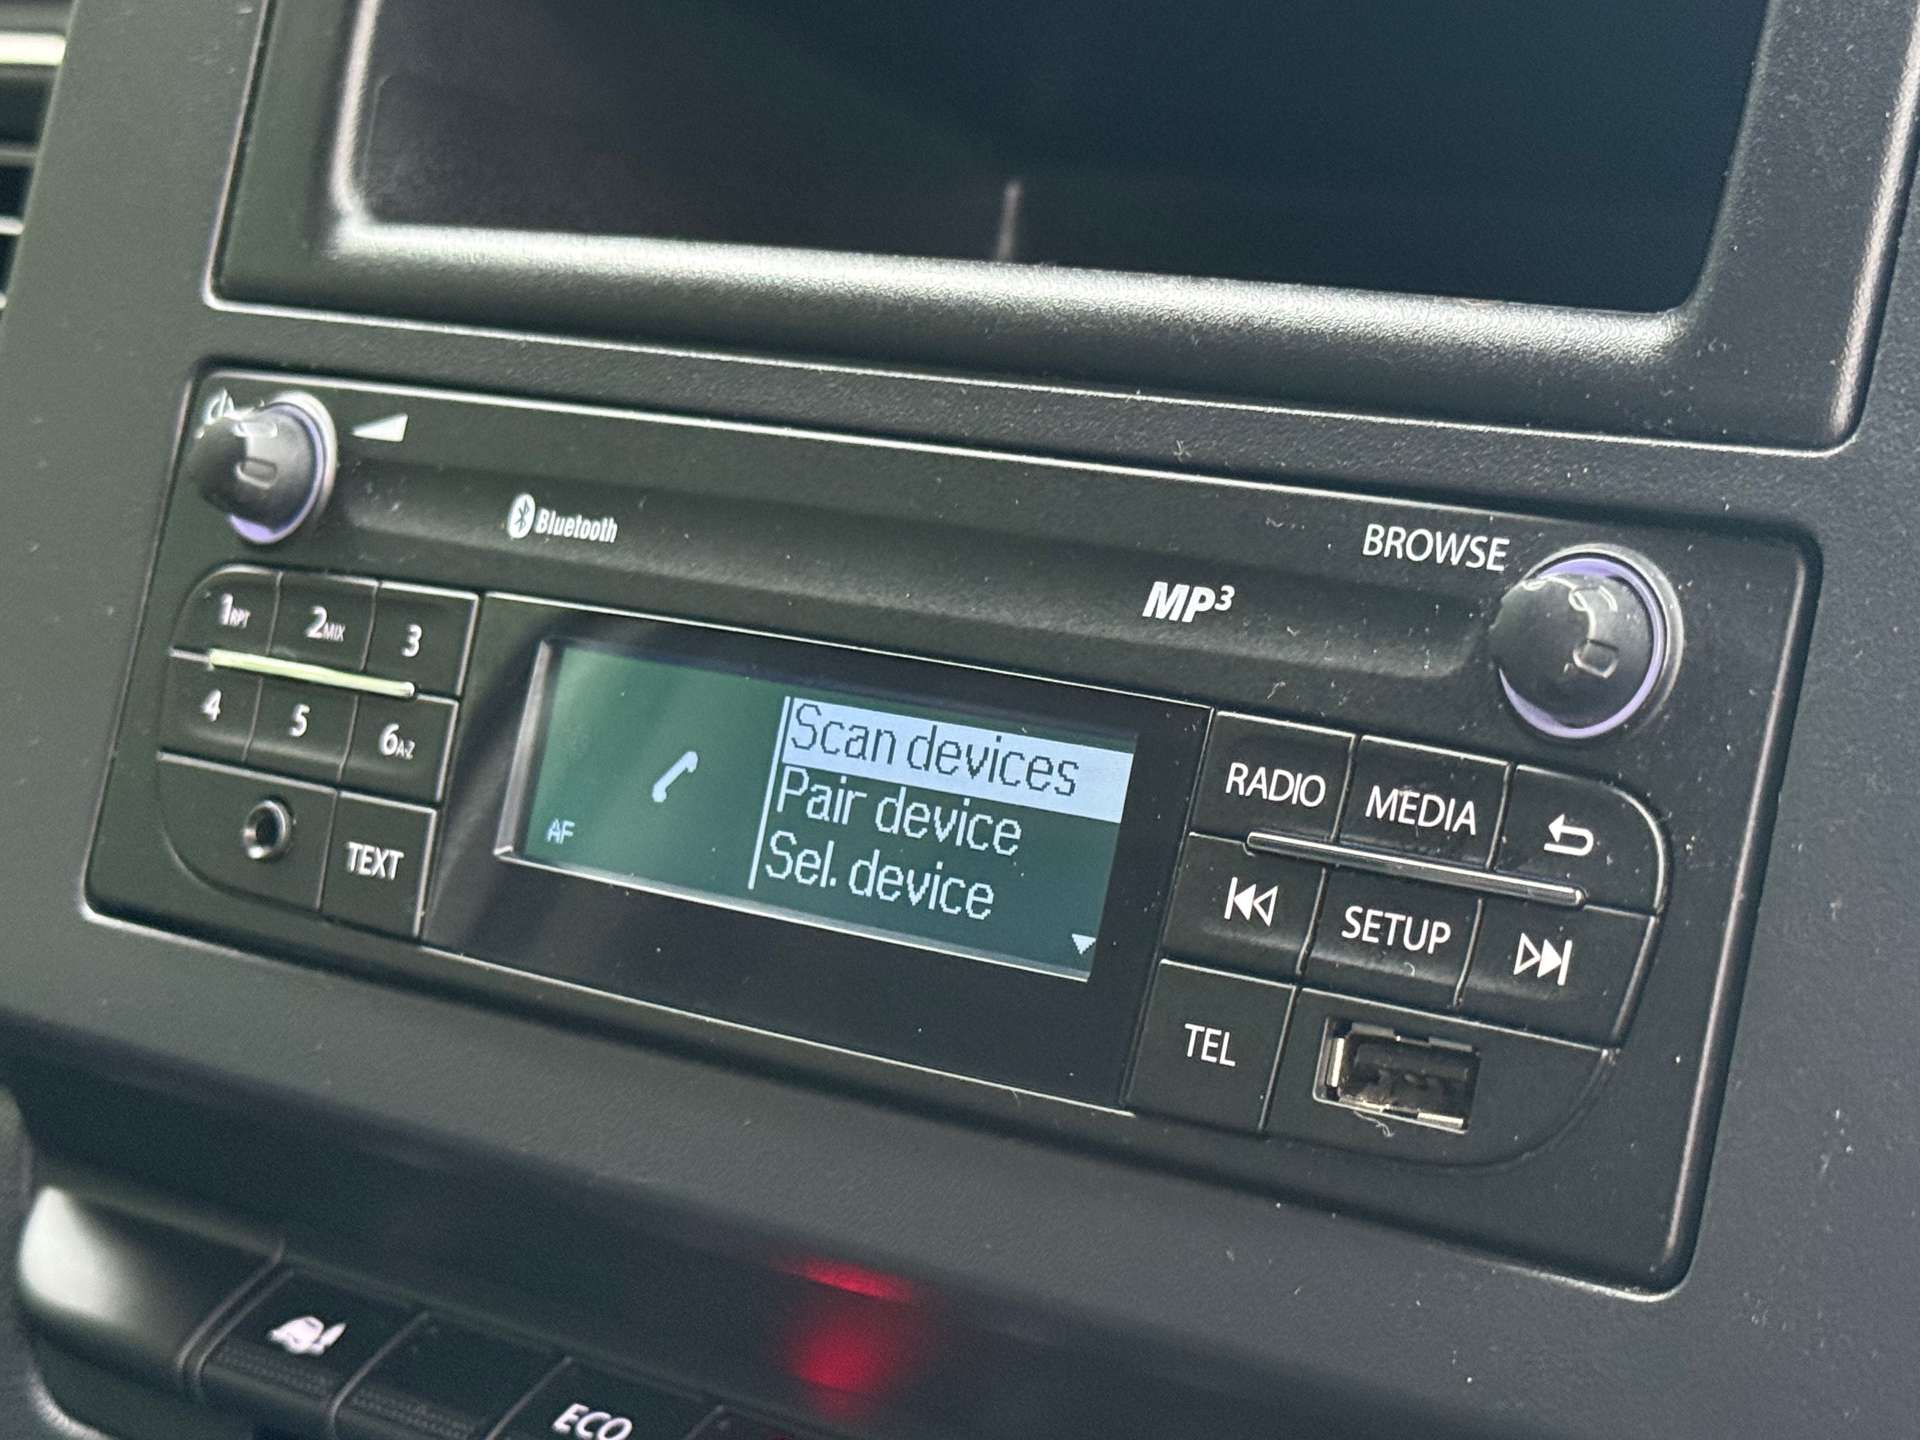 Bluetooth
BROWSE
MP3
1RPT
2MIX
3
4
5
6A-Z
TEXT
AF
Scan devices
Pair device
Sel. device
RADIO
MEDIA
SETUP
TEL
ECO